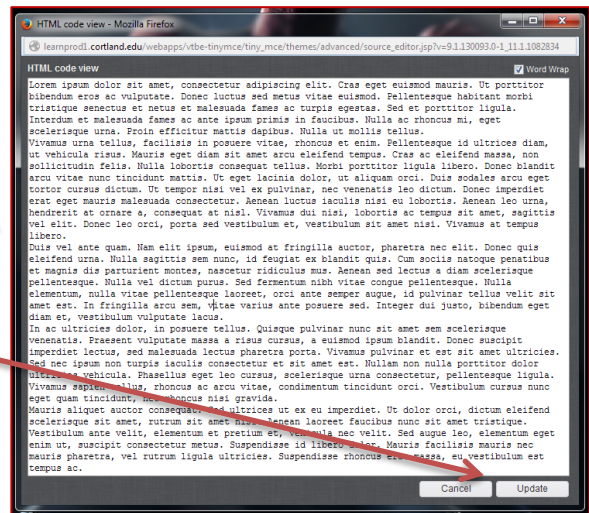 HTML code view - Mozilla Firefox
learnprod1.cortland.edu/webapps/vtbe-tinymce/tiny_mce/themes/advanced/source_editor.jsp?v=9.1.130093.0-1_11.1.1082834
HTML code view
Word Wrap
Lorem ipsum dolor sit amet, consectetur adipiscing elit. Cras eget euismod mauris. Ut porttitor
bibendum eros ac vulputate. Donec luctus sed metus vitae euismod. Pellentesque habitant morbi
tristique senectus et netus et malesuada fames ac turpis egestas. Sed et porttitor ligula.
Interdum et malesuada fames ac ante ipsum primis in faucibus. Nulla ac rhoncus mi, eget
scelerisque urna. Proin efficitur mattis dapibus. Nulla ut mollis tellus.
Vivamus urna tellus, facilisis in posuere vitae, rhoncus et enim. Pellentesque id ultrices diam,
ut vehicula risus. Mauris eget diam sit amet arcu eleifend tempus. Cras ac eleifend massa, non
sollicitudin felis. Nulla lobortis consequat tellus. Morbi porttitor ligula libero. Donec blandit
arcu vitae nunc tincidunt mattis. Ut eget lacinia dolor, ut aliquam orci. Duis sodales arcu eget
tortor cursus dictum. Ut tempor nisi vel ex pulvinar, nec venenatis leo dictum. Donec imperdiet
erat eget mauris malesuada consectetur. Aenean luctus iaculis nisi eu lobortis. Aenean leo urna,
hendrerit at ornare a, consequat at nisl. Vivamus dui nisi, lobortis ac tempus sit amet, sagittis
vel elit. Donec leo orci, porta sed vestibulum et, vestibulum sit amet nisi. Vivamus at tempus
libero.
Duis vel ante quam. Nam elit ipsum, euismod at fringilla auctor, pharetra nec elit. Donec quis
eleifend urna. Nulla sagittis sem nunc, id feugiat ex blandit quis. Cum sociis natoque penatibus
et magnis dis parturient montes, nascetur ridiculus mus. Aenean sed lectus a diam scelerisque
pellentesque. Nulla vel dictum purus. Sed fermentum nibh vitae congue pellentesque. Nulla
elementum, nulla vitae pellentesque laoreet, orci ante semper augue, id pulvinar tellus velit sit
amet est. In fringilla arcu sem, vitae varius ante posuere sed. Integer dui justo, bibendum eget
diam et, vestibulum vulputate lacus.
In ac ultricies dolor, in posuere tellus. Quisque pulvinar nunc sit amet sem scelerisque
venenatis. Praesent vulputate massa a risus cursus, a euismod ipsum blandit. Donec suscipit
imperdiet lectus, sed malesuada lectus pharetra porta. Vivamus pulvinar et est sit amet ultricies.
Sed nec ipsum non turpis iaculis consectetur et sit amet est. Nullam non nulla porttitor dolor
ultricies vehicula. Phasellus eget leo cursus, scelerisque urna consectetur, pellentesque ligula.
Vivamus sapien tellus, rhoncus ac arcu vitae, condimentum tincidunt orci. Vestibulum cursus nunc
eget quam tincidunt, nec rhoncus nisi gravida.
Mauris aliquet auctor consequat. Sed ultrices ut ex eu imperdiet. Ut dolor orci, dictum eleifend
scelerisque sit amet, rutrum sit amet nisi. Aenean laoreet faucibus nunc sit amet tristique.
Vestibulum ante velit, elementum et pretium et, vehicula nec velit. Sed augue leo, elementum eget
enim ut, suscipit consectetur metus. Suspendisse id libero dolor. Mauris facilisis mauris nec
mauris pharetra, vel rutrum ligula ultricies. Suspendisse rhoncus erat massa, eu vestibulum est
tempus ac.
Cancel Update